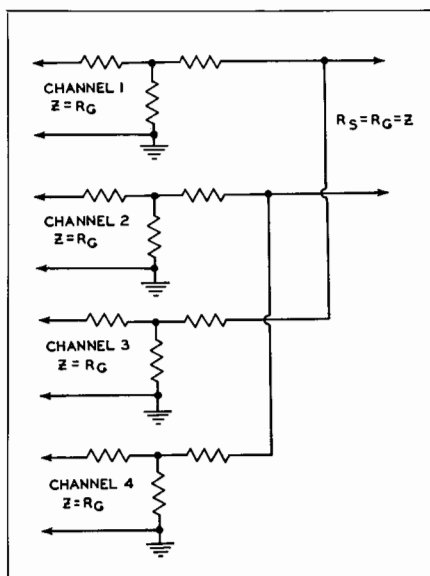 CHANNEL 1
Z=RG
RS=RG=Z
CHANNEL 2
Z=RG
CHANNEL 3
Z=RG
CHANNEL 4
Z=RG